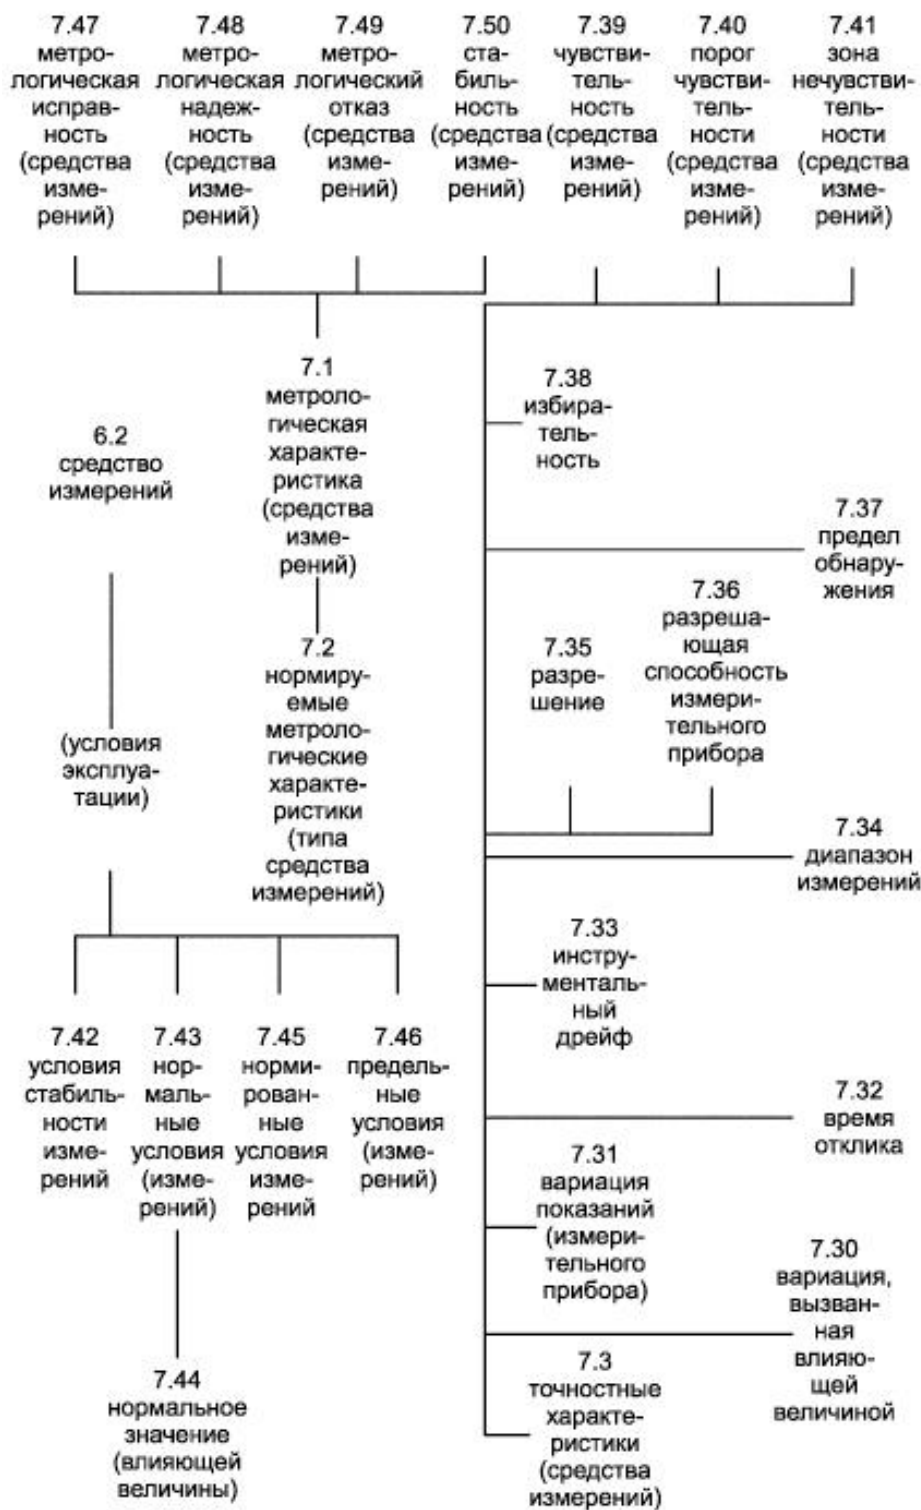 7.47
метро-
логическая
исправ-
ность
(средства
изме-
рений)
7.48
метро-
логическая
надеж-
ность
(средства
изме-
рений)
7.49
метро-
логический
отказ
(средства
изме-
рений)
7.50
ста-
биль-
ность
(средства
изме-
рений)
7.39
чувстви-
тель-
ность
(средства
изме-
рений)
7.40
порог
чувстви-
тель-
ности
(средства
изме-
рений)
7.41
зона
нечувстви-
тель-
ности
(средства
изме-
рений)
6.2
средство
измерений
7.1
метроло-
гическая
характе-
ристика
(средства
изме-
рений)
7.38
избира-
тель-
ность
7.37
предел
обнару-
жения
7.36
разреша-
ющая
способность
измери-
тельного
прибора
7.35
разре-
шение
7.2
нормиру-
емые
метроло-
гические
характе-
ристики
(типа
средства
измерений)
(условия
эксплуа-
тации)
7.34
диапазон
измерений
7.33
инстру-
менталь-
ный
дрейф
7.42
условия
стабиль-
ности
изме-
рений
7.43
нор-
маль-
ные
условия
(изме-
рений)
7.45
норми-
рован-
ные
условия
изме-
рений
7.46
предель-
ные
условия
(изме-
рений)
7.32
время
отклика
7.31
вариация
показаний
(измери-
тельного
прибора)
7.30
вариация,
вызван-
ная
влияю-
щей
величиной
7.44
нормальное
значение
(влияющей
величины)
7.3
точностные
характе-
ристики
(средства
измерений)